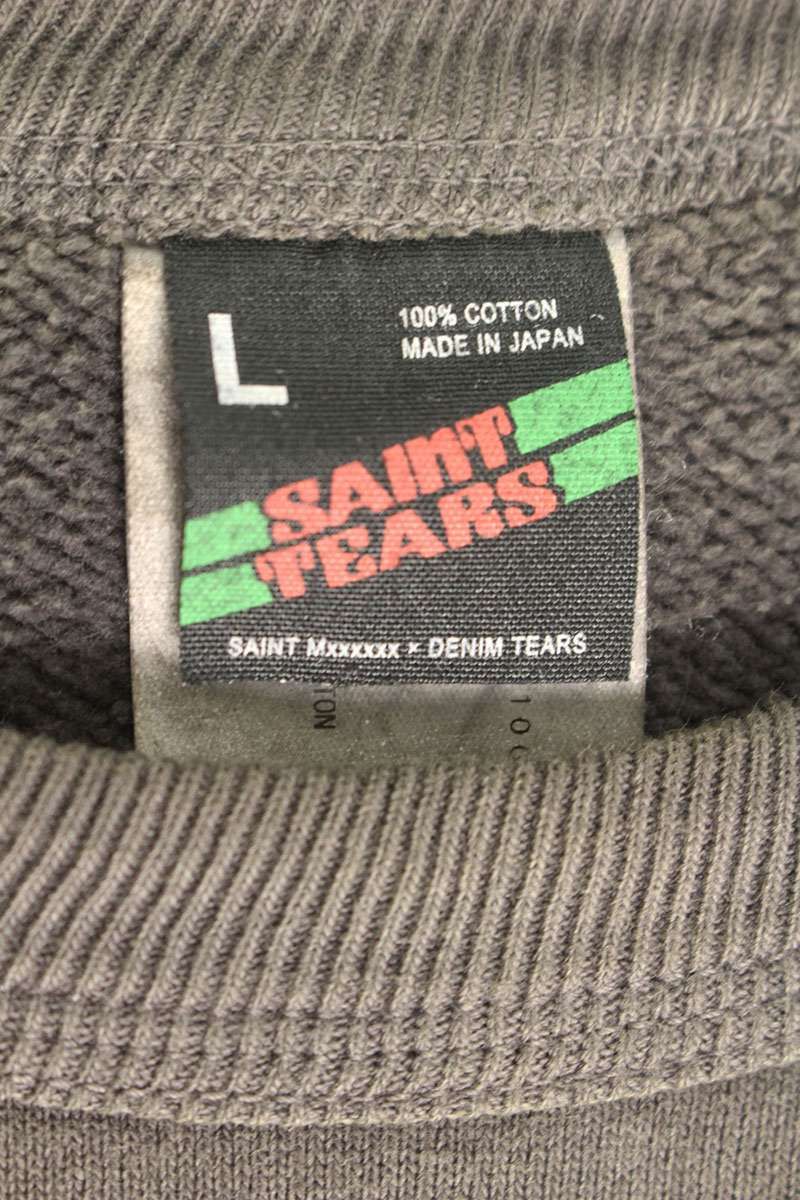 L
100% COTTON
MADE IN JAPAN
SAINT
TEARS
SAINT Mxxxxxx × DENIM TEARS